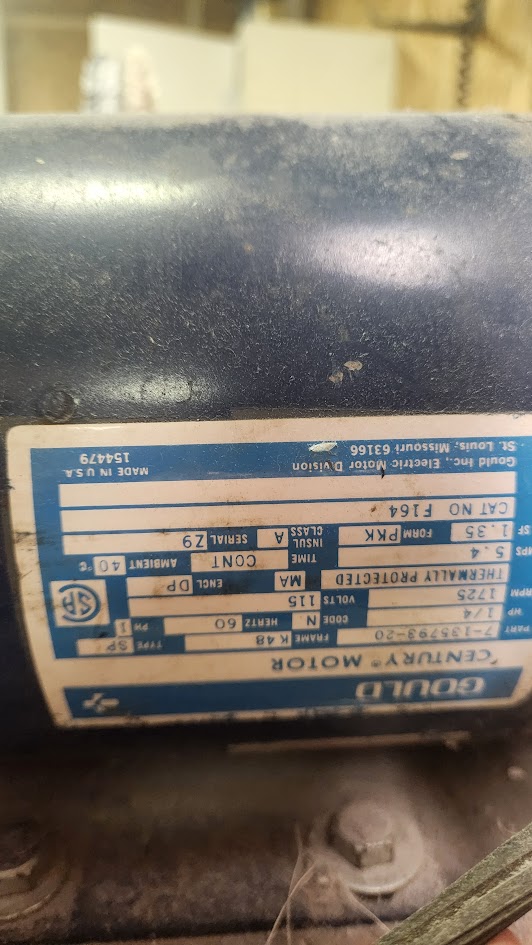 GOULD
CENTURY® MOTOR
PART 7-135793-20 FRAME K48 TYPE SP
HP 1/4 CODE N HERTZ 60 PH 1
RPM 1725 VOLTS 115
THERMALLY PROTECTED MA ENCL DP
MPS 5.4 TIME CONT AMBIENT 40°C
SF 1.35 FORM PKK INSUL CLASS A SERIAL Z9
CAT NO F164
Gould Inc., Electric Motor Division MADE IN U.S.A.
St. Louis, Missouri 63166 154479